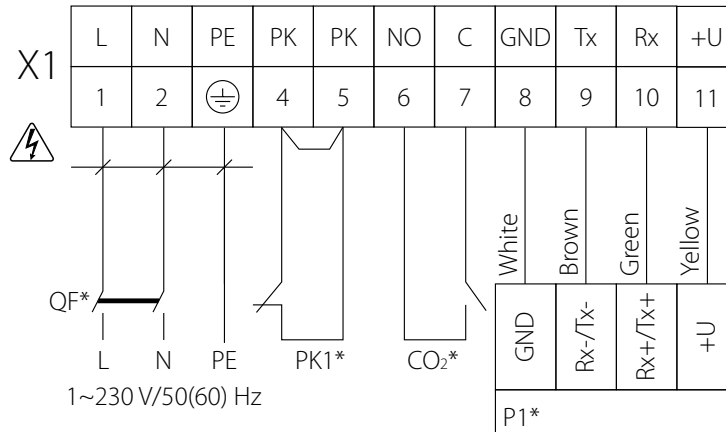 X1
L N PE PK PK NO C GND Tx Rx +U
1 2 4 5 6 7 8 9 10 11
White Brown Green Yellow
QF*
GND Rx-/Tx- Rx+/Tx+ +U
L N PE PK1* CO₂*
1~230 V/50(60) Hz
P1*